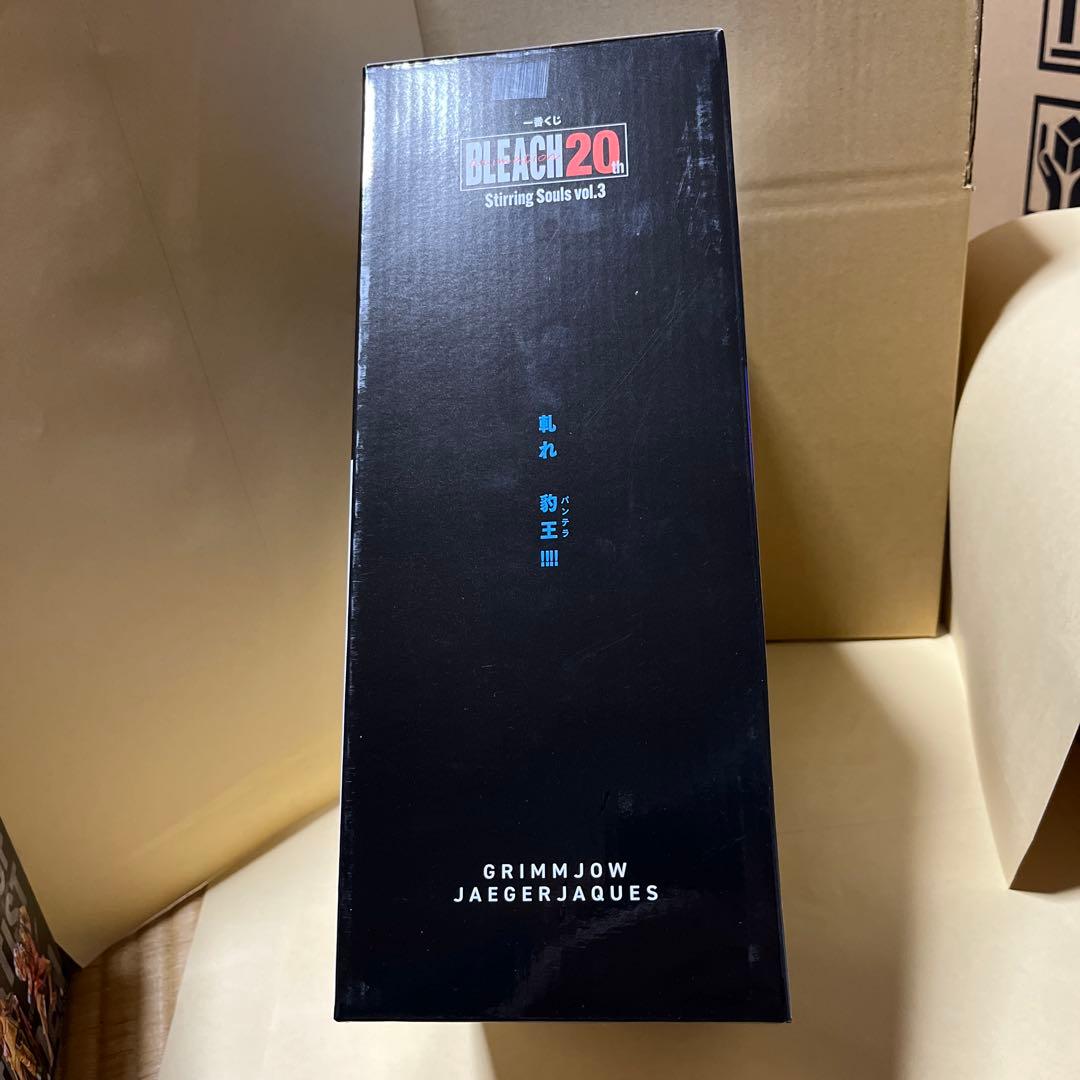 一番くじ
BLEACH 20th
Stirring Souls vol.3
軋れ　豹王!!!!
パンテラ
GRIMMJOW
JAEGERJAQUES